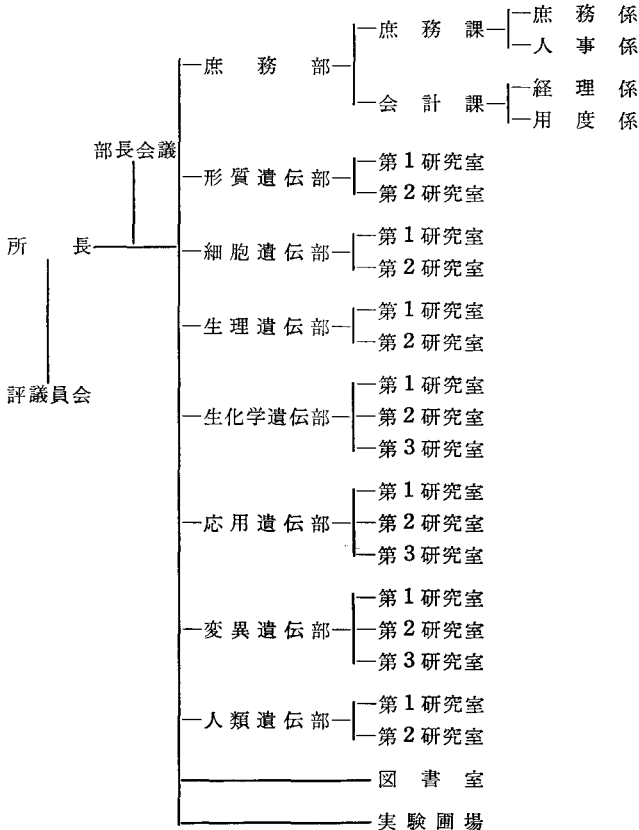 庶務係
庶務課
人事係
庶務部
経理係
会計課
用度係
部長会議
第1研究室
形質遺伝部
第2研究室
所長
第1研究室
細胞遺伝部
第2研究室
第1研究室
生理遺伝部
第2研究室
評議員会
第1研究室
生化学遺伝部
第2研究室
第3研究室
第1研究室
応用遺伝部
第2研究室
第3研究室
第1研究室
変異遺伝部
第2研究室
第3研究室
第1研究室
人類遺伝部
第2研究室
図書室
実験圃場